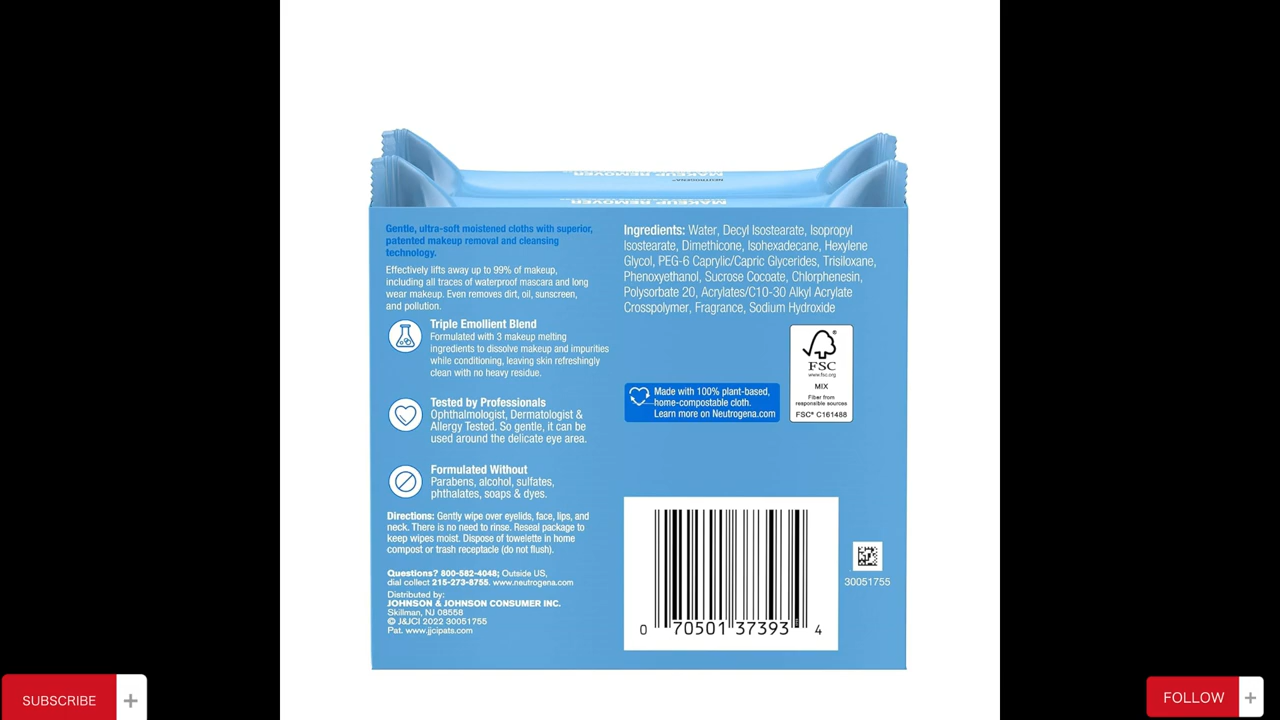 NEUTROGENA®
MAKEUP REMOVER
MAKEUP REMOVER
Gentle, ultra-soft moistened cloths with superior,
patented makeup removal and cleansing
technology.
Effectively lifts away up to 99% of makeup,
including all traces of waterproof mascara and long
wear makeup. Even removes dirt, oil, sunscreen,
and pollution.
Triple Emollient Blend
Formulated with 3 makeup melting
ingredients to dissolve makeup and impurities
while conditioning, leaving skin refreshingly
clean with no heavy residue.
Tested by Professionals
Ophthalmologist, Dermatologist &
Allergy Tested. So gentle, it can be
used around the delicate eye area.
Formulated Without
Parabens, alcohol, sulfates,
phthalates, soaps & dyes.
Directions: Gently wipe over eyelids, face, lips, and
neck. There is no need to rinse. Reseal package to
keep wipes moist. Dispose of towelette in home
compost or trash receptacle (do not flush).
Questions? 800-582-4048; Outside US,
dial collect 215-273-8755. www.neutrogena.com
Distributed by:
JOHNSON & JOHNSON CONSUMER INC.
Skillman, NJ 08558
© J&JCI 2022 30051755
Pat. www.jjcipats.com
Ingredients: Water, Decyl Isostearate, Isopropyl
Isostearate, Dimethicone, Isohexadecane, Hexylene
Glycol, PEG-6 Caprylic/Capric Glycerides, Trisiloxane,
Phenoxyethanol, Sucrose Cocoate, Chlorphenesin,
Polysorbate 20, Acrylates/C10-30 Alkyl Acrylate
Crosspolymer, Fragrance, Sodium Hydroxide
Made with 100% plant-based,
home-compostable cloth.
Learn more on Neutrogena.com
FSC
www.fsc.org
MIX
Fiber from
responsible sources
FSC® C161488
0 70501 37393 4
30051755
SUBSCRIBE +
FOLLOW +